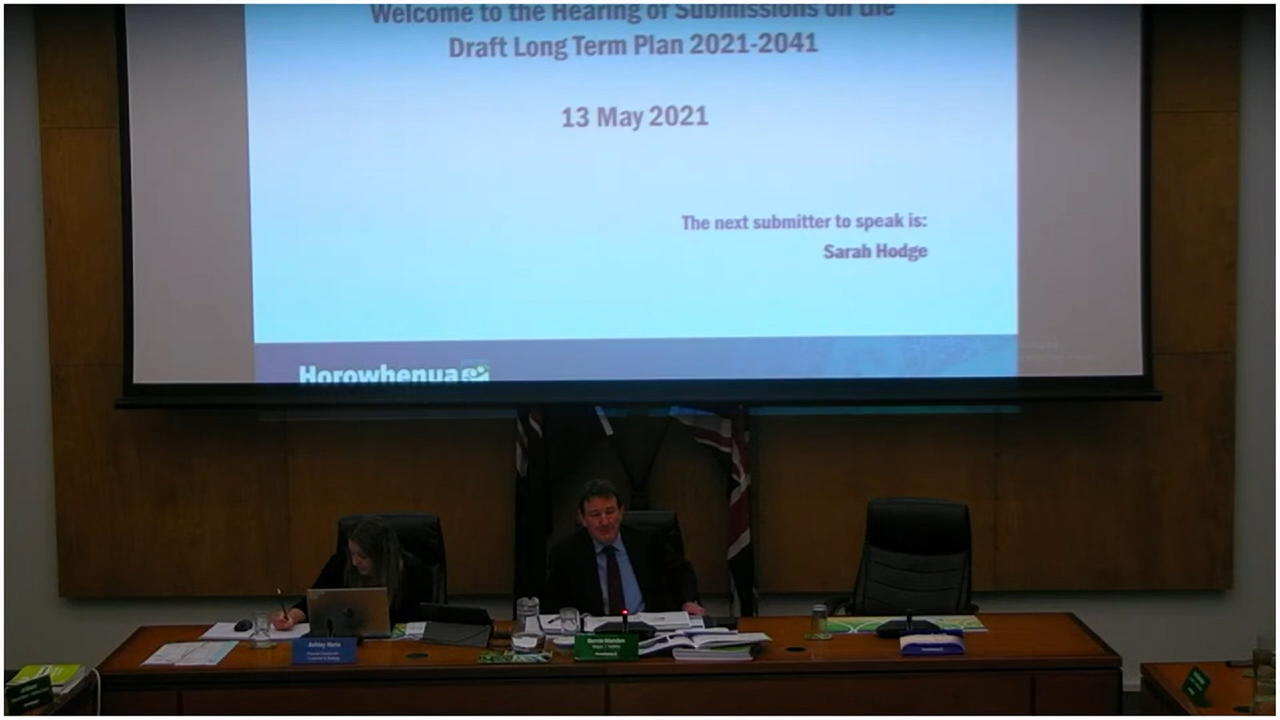 Welcome to the Hearing of Submissions on the
Draft Long Term Plan 2021-2041
13 May 2021
The next submitter to speak is:
Sarah Hodge
Horowhenua